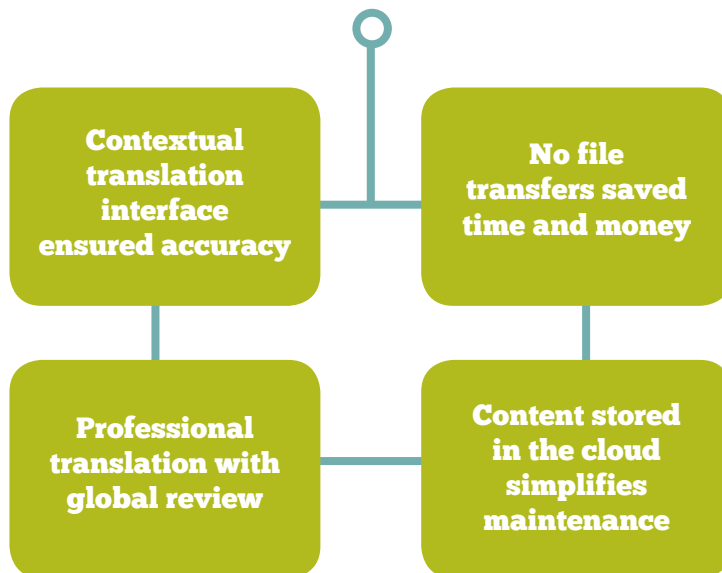 Contextual
translation
interface
ensured accuracy
No file
transfers saved
time and money
Professional
translation with
global review
Content stored
in the cloud
simplifies
maintenance